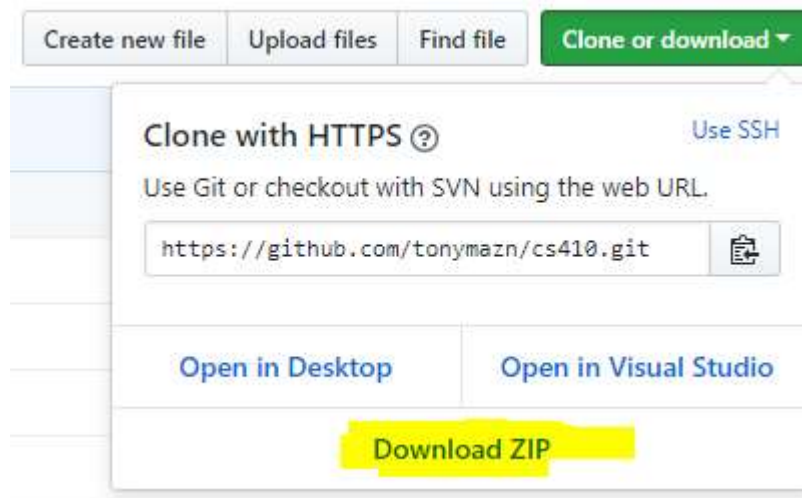 Create new file Upload files Find file Clone or download
Clone with HTTPS Use SSH
Use Git or checkout with SVN using the web URL.
https://github.com/tonymazn/cs410.git
Open in Desktop Open in Visual Studio
Download ZIP